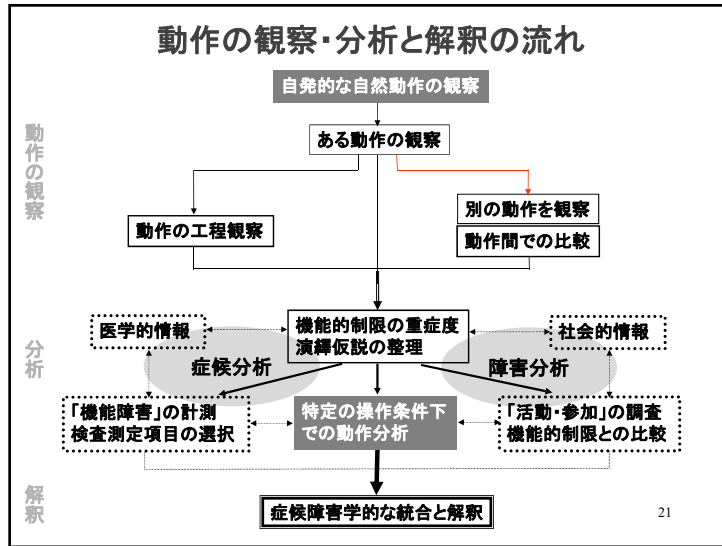 動作の観察・分析と解釈の流れ
自発的な自然動作の観察
動作の観察
ある動作の観察
動作の工程観察
別の動作を観察
動作間での比較
分析
医学的情報
機能的制限の重症度
演繹仮説の整理
社会的情報
症候分析
障害分析
「機能障害」の計測
検査測定項目の選択
特定の操作条件下
での動作分析
「活動・参加」の調査
機能的制限との比較
解釈
症候障害学的な統合と解釈
21